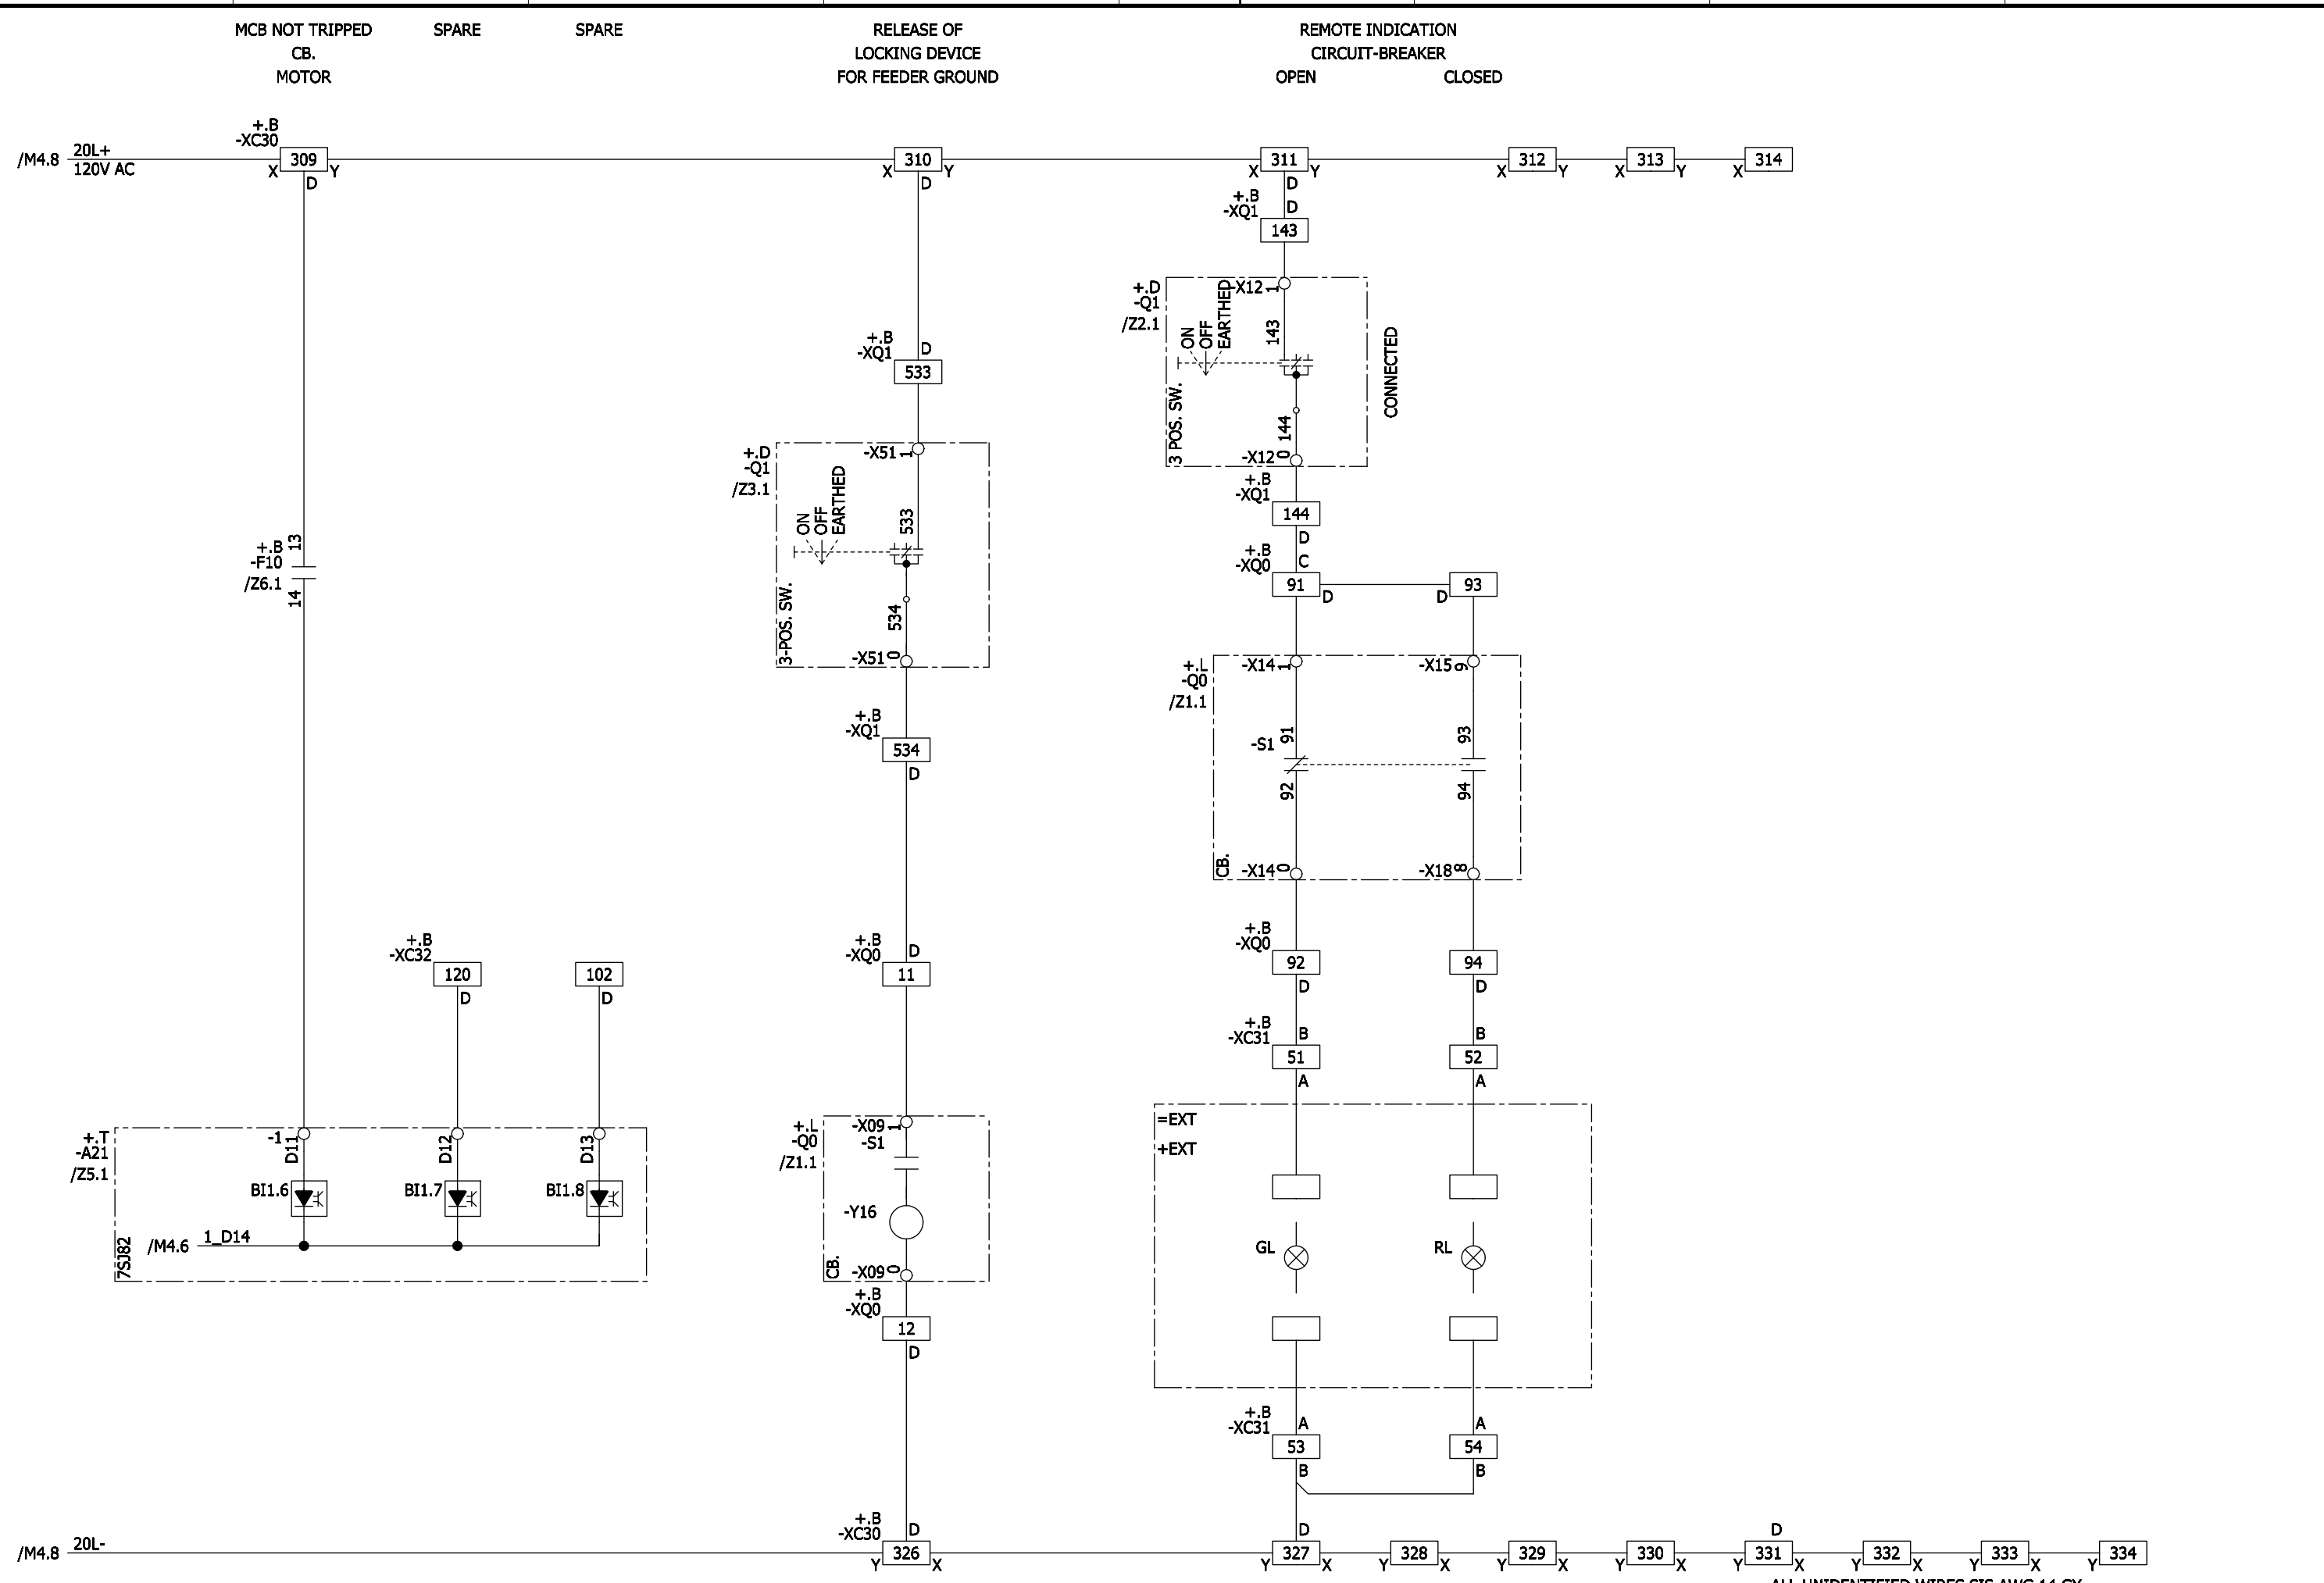 MCB NOT TRIPPED
CB.
MOTOR
SPARE
SPARE
RELEASE OF
LOCKING DEVICE
FOR FEEDER GROUND
REMOTE INDICATION
CIRCUIT-BREAKER
OPEN
CLOSED
/M4.8
20L+
120V AC
+.B
-XC30
309
X
Y
D
310
X
Y
D
311
X
Y
D
312
X
Y
313
X
Y
314
X
+.B
-XQ1
D
143
+.D
-Q1
/Z2.1
-X12
1
ON
OFF
EARTHED
143
3 POS. SW.
144
-X12
0
CONNECTED
+.B
-XQ1
144
D
+.B
-XQ0
C
91
D
D
93
+.B
-XQ1
D
533
+.D
-Q1
/Z3.1
-X51
1
ON
OFF
EARTHED
533
3-POS. SW.
534
-X51
0
+.B
-XQ1
534
D
+.B
-F10
/Z6.1
13
14
+.L
-Q0
/Z1.1
-X14
1
-X15
9
-S1
91
92
93
94
CB.
-X14
0
-X18
8
+.B
-XQ0
92
D
94
D
+.B
-XC31
B
51
A
B
52
A
+.B
-XC32
120
D
102
D
+.B
-XQ0
D
11
+.T
-A21
/Z5.1
-1
D11
D12
D13
BI1.6
BI1.7
BI1.8
7SJ82
/M4.6
1_D14
+.L
-Q0
/Z1.1
-X09
1
-S1
-Y16
CB.
-X09
0
+.B
-XQ0
12
D
=EXT
+EXT
GL
RL
+.B
-XC31
A
53
B
A
54
B
/M4.8
20L-
+.B
-XC30
D
326
Y
X
D
327
Y
X
328
Y
X
329
Y
X
330
Y
X
D
331
Y
X
332
Y
X
333
Y
X
334
Y
ALL UNIDENTIFIED WIRES SIS AWG 14 GY